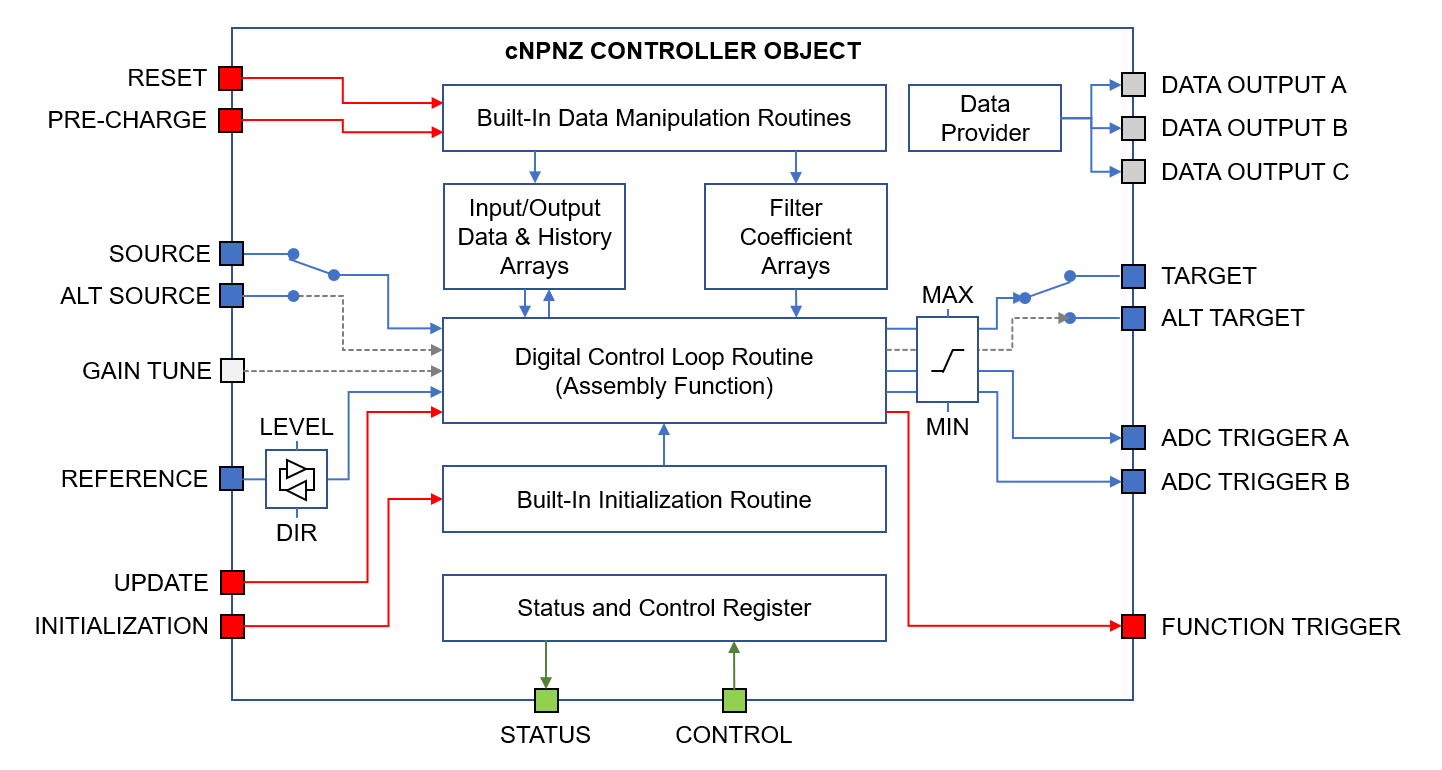 cNPNZ CONTROLLER OBJECT
RESET
PRE-CHARGE
Built-In Data Manipulation Routines
Data
Provider
DATA OUTPUT A
DATA OUTPUT B
DATA OUTPUT C
Input/Output
Data & History
Arrays
Filter
Coefficient
Arrays
SOURCE
ALT SOURCE
GAIN TUNE
MAX
TARGET
ALT TARGET
Digital Control Loop Routine
(Assembly Function)
MIN
LEVEL
REFERENCE
DIR
ADC TRIGGER A
ADC TRIGGER B
Built-In Initialization Routine
UPDATE
INITIALIZATION
Status and Control Register
FUNCTION TRIGGER
STATUS
CONTROL